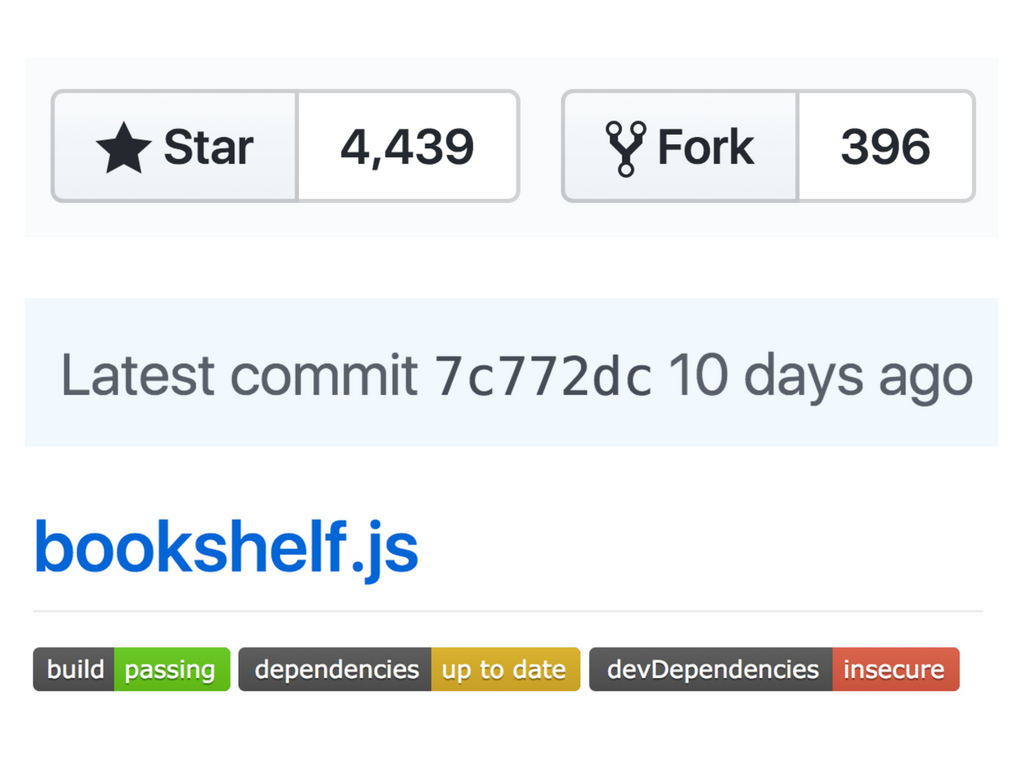 Star 4,439 Fork 396
Latest commit 7c772dc 10 days ago
bookshelf.js
build passing dependencies up to date devDependencies insecure